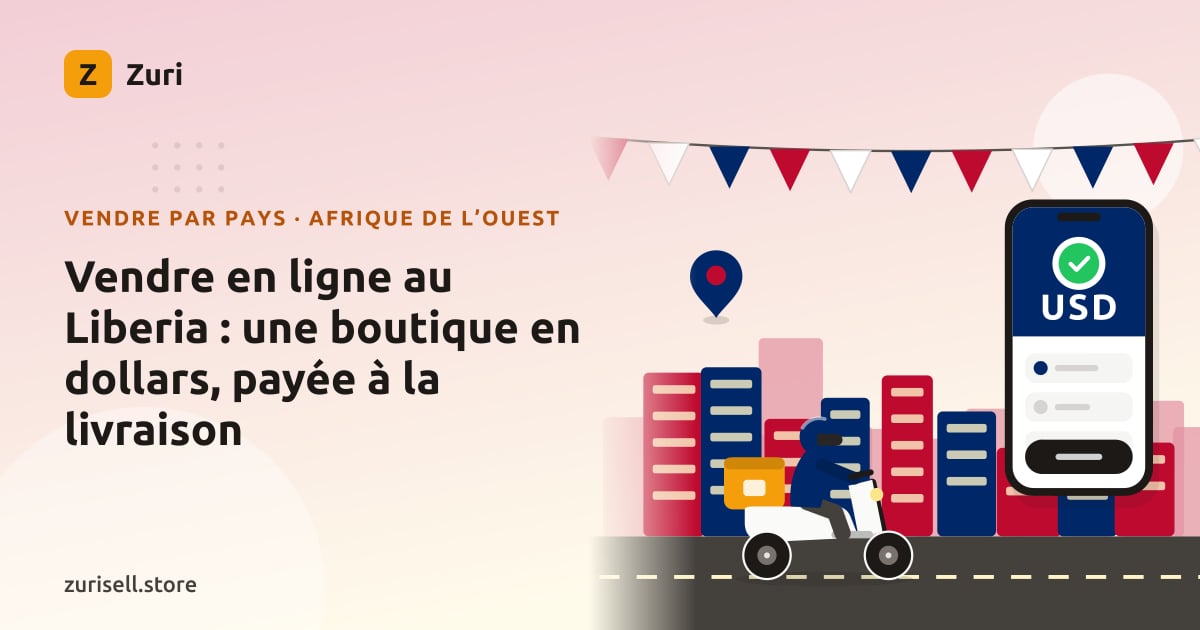 Z Zuri
VENDRE PAR PAYS · AFRIQUE DE L’OUEST
Vendre en ligne au
Liberia : une boutique en
dollars, payée à la
livraison
USD
zurisell.store